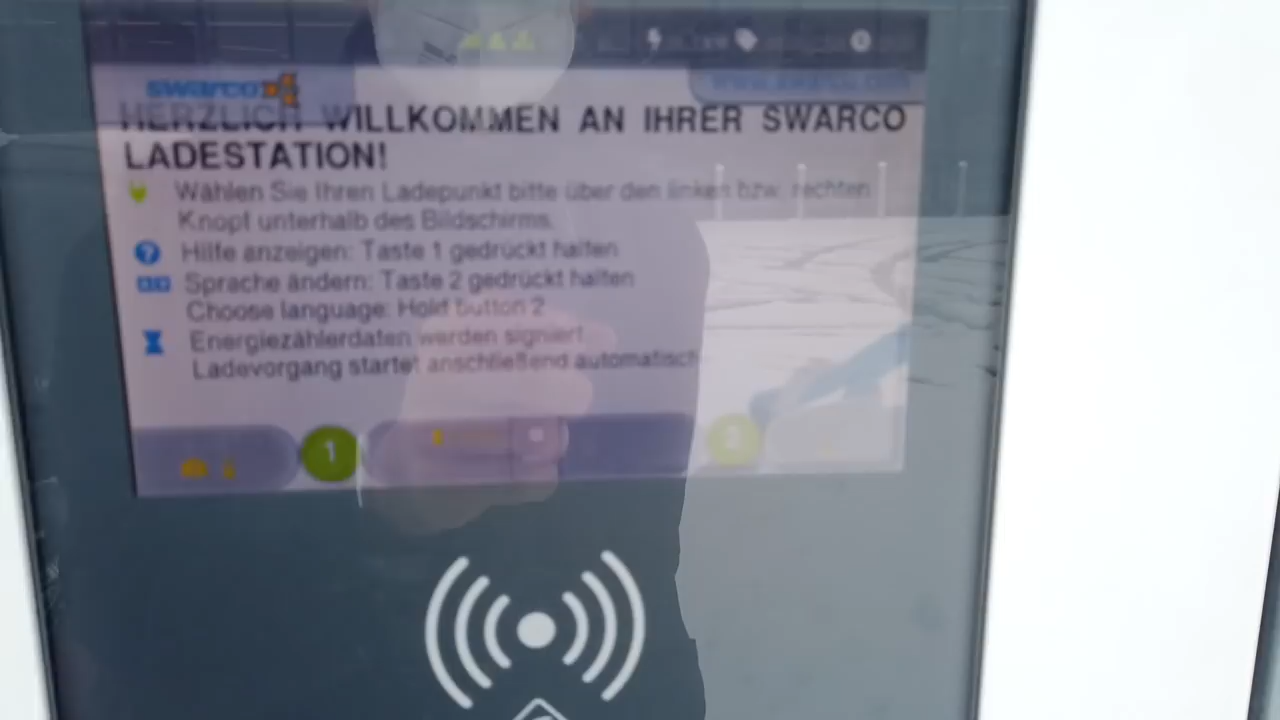 swarco
HERZLICH WILLKOMMEN AN IHRER SWARCO
LADESTATION!
Wählen Sie Ihren Ladepunkt bitte über den linken bzw. rechten
Knopf unterhalb des Bildschirms.
Hilfe anzeigen: Taste 1 gedrückt halten
Sprache ändern: Taste 2 gedrückt halten
Choose language: Hold button 2
Energiezählerdaten werden signiert.
Ladevorgang startet anschließend automatisch
1 2